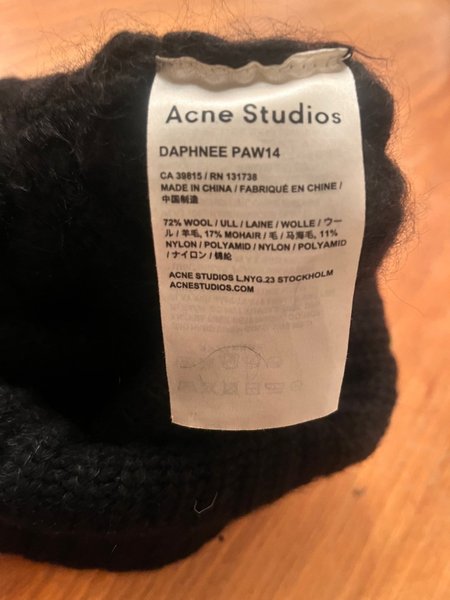 Acne Studios
DAPHNEE PAW14
CA 39815 / RN 131738
MADE IN CHINA / FABRIQUÉ EN CHINE /
中国制造
72% WOOL / ULL / LAINE / WOLLE / ウー
ル / 羊毛, 17% MOHAIR / 毛 / 马海毛, 11%
NYLON / POLYAMID / NYLON / POLYAMID
/ ナイロン / 锦纶
ACNE STUDIOS L.NYG.23 STOCKHOLM
ACNESTUDIOS.COM